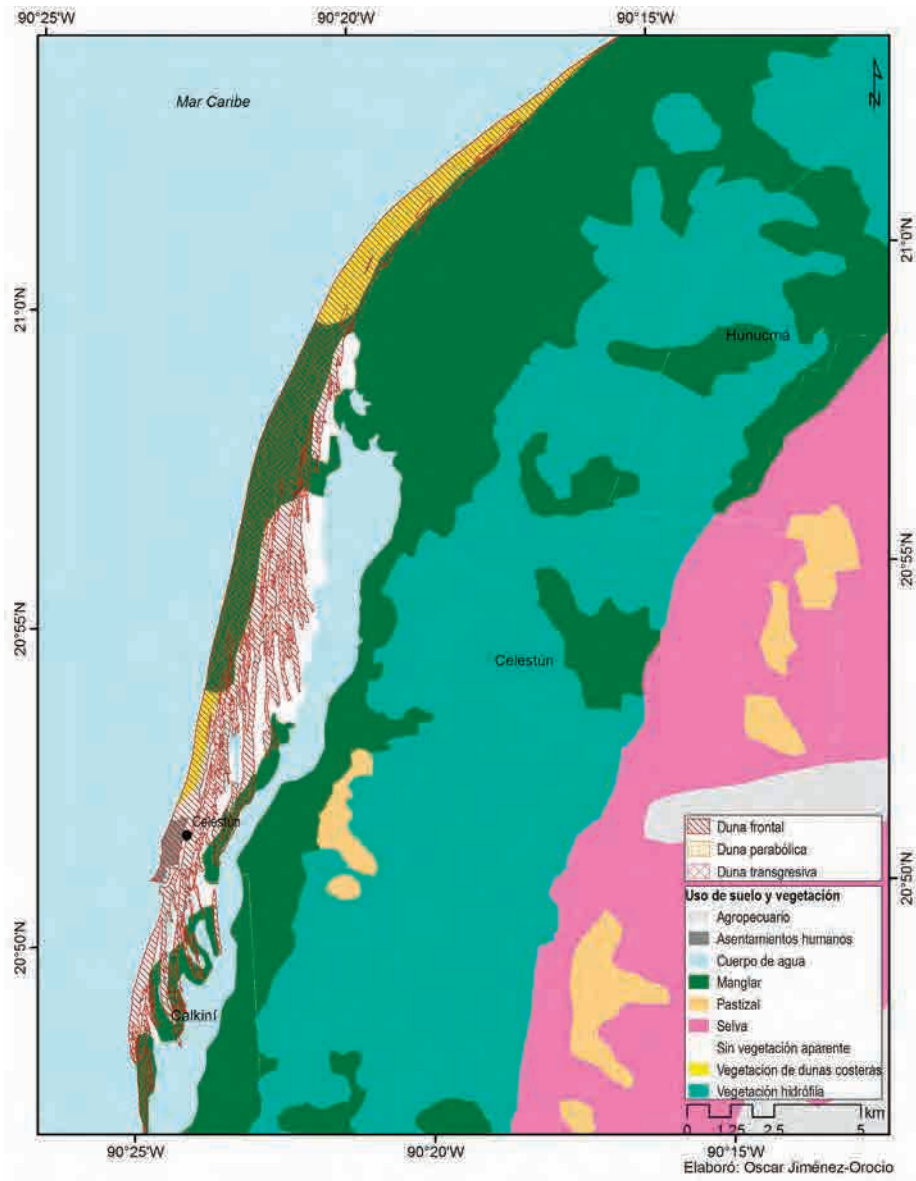 90°25'W
90°20'W
90°15'W
Mar Caribe
N
21°0'N
21°0'N
Hunucmá
20°55'N
20°55'N
Celestún
Celestún
20°50'N
20°50'N
Calkiní
Duna frontal
Duna parabólica
Duna transgresiva
Uso de suelo y vegetación
Agropecuario
Asentamientos humanos
Cuerpo de agua
Manglar
Pastizal
Selva
Sin vegetación aparente
Vegetacion de dunas costeras
Vegetación hidrófila
km
0 1.25 2.5 5
90°25'W
90°20'W
90°15'W
Elaboró: Oscar Jiménez-Orocio